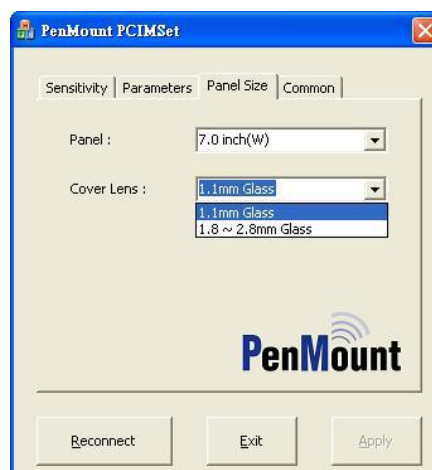 PenMount PCIMSet
Sensitivity Parameters Panel Size Common
Panel : 7.0 inch(W)
Cover Lens : 1.1mm Glass
1.1mm Glass
1.8 ~ 2.8mm Glass
PenMount
Reconnect Exit Apply